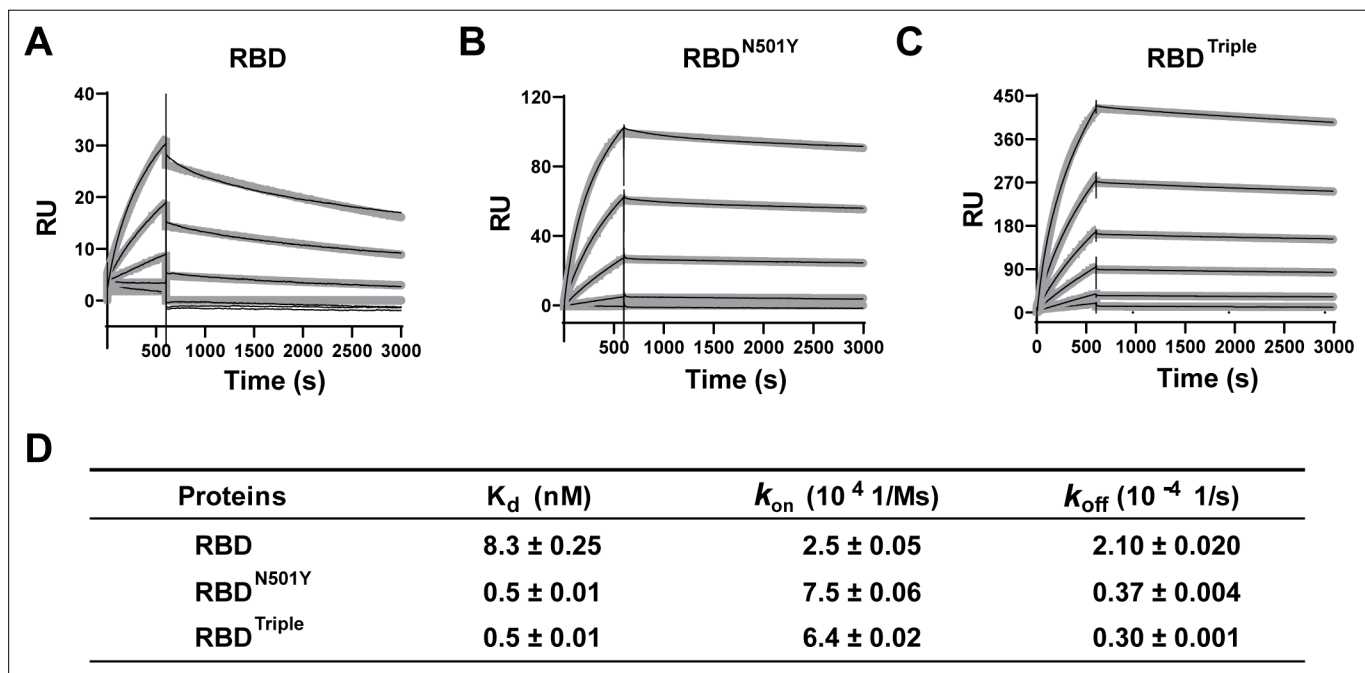 A
RBD
40
30
20
10
0
RU
500 1000 1500 2000 2500 3000
Time (s)
B
RBD^N501Y
120
80
40
0
RU
500 1000 1500 2000 2500 3000
Time (s)
C
RBD^Triple
450
360
270
180
90
0
RU
0 500 1000 1500 2000 2500 3000
Time (s)
D
Proteins K_d (nM) k_on (10^4 1/Ms) k_off (10^-4 1/s)
RBD 8.3 ± 0.25 2.5 ± 0.05 2.10 ± 0.020
RBD^N501Y 0.5 ± 0.01 7.5 ± 0.06 0.37 ± 0.004
RBD^Triple 0.5 ± 0.01 6.4 ± 0.02 0.30 ± 0.001